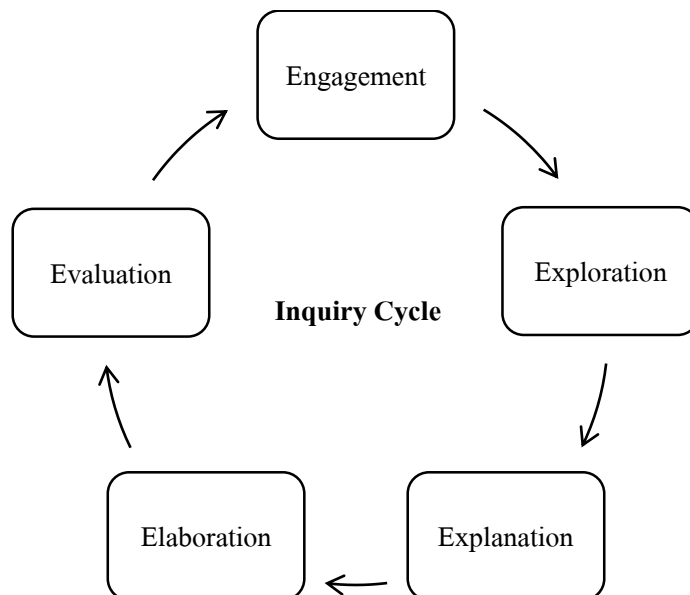 Engagement
Exploration
Explanation
Elaboration
Evaluation
Inquiry Cycle